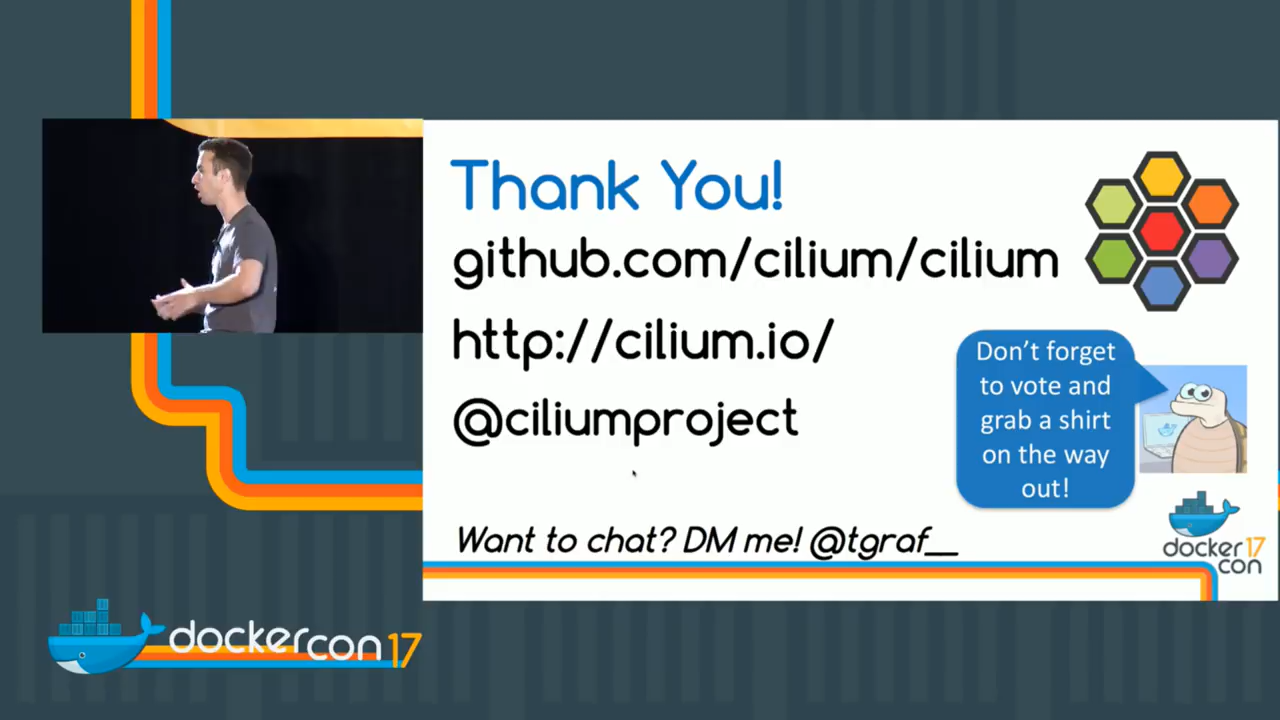 Thank You!
github.com/cilium/cilium
http://cilium.io/
@ciliumproject
Don't forget
to vote and
grab a shirt
on the way
out!
Want to chat? DM me! @tgraf__
docker 17
con
dockercon 17